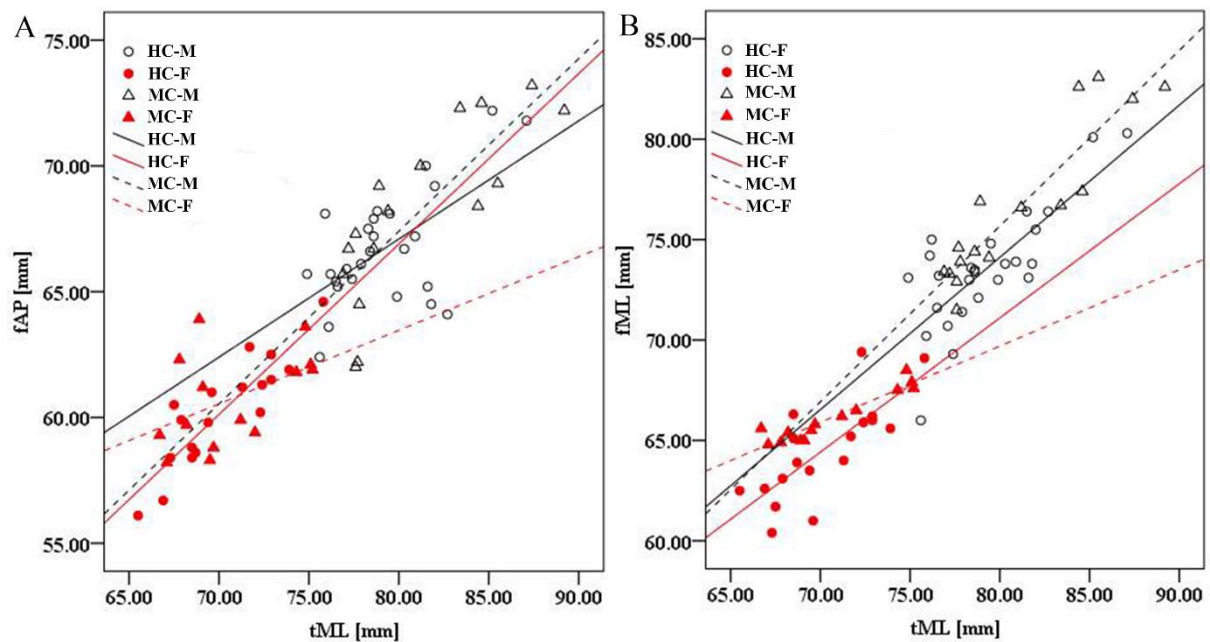 A
75.00
70.00
65.00
60.00
55.00
fAP [mm]
HC-M
HC-F
MC-M
MC-F
HC-M
HC-F
MC-M
MC-F
65.00 70.00 75.00 80.00 85.00 90.00
tML [mm]
B
85.00
80.00
75.00
70.00
65.00
60.00
fML [mm]
HC-F
HC-M
MC-M
MC-F
HC-M
HC-F
MC-M
MC-F
65.00 70.00 75.00 80.00 85.00 90.00
tML [mm]